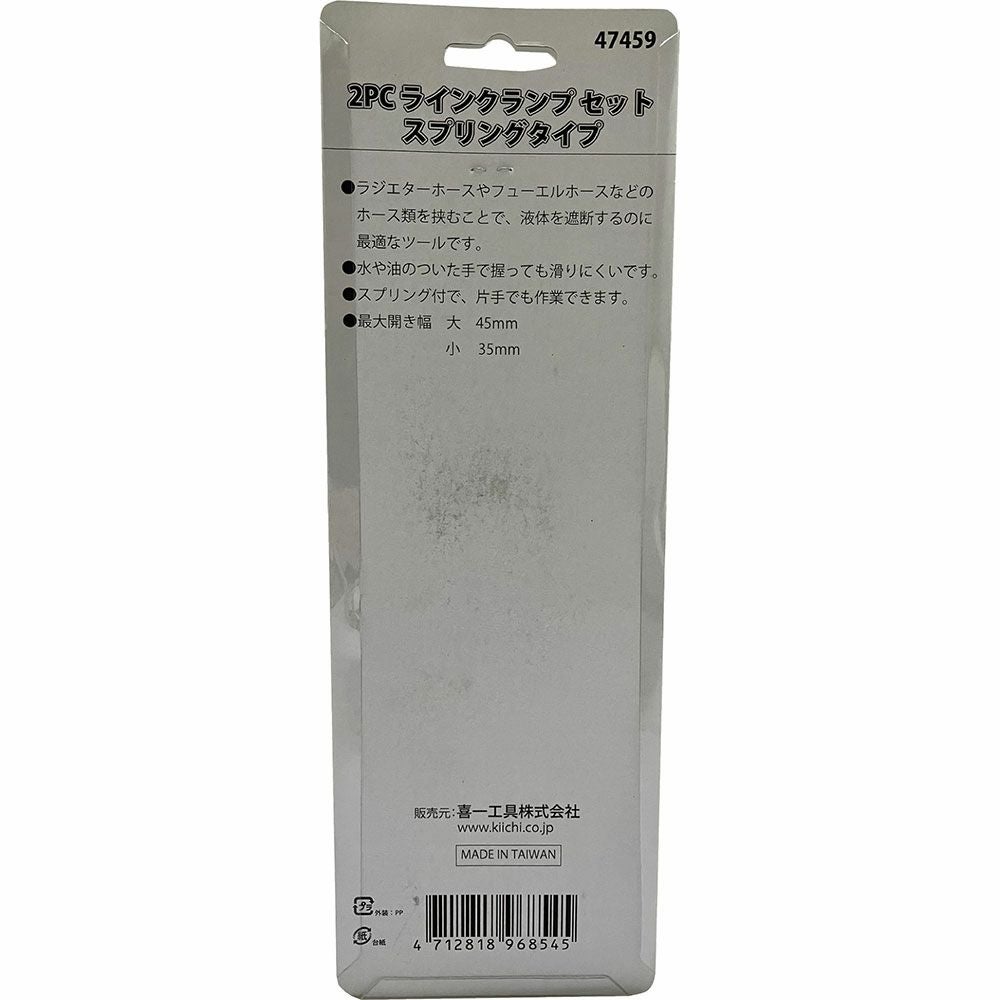 47459
2PC ラインクランプ セット
スプリングタイプ
●ラジエターホースやフューエルホースなどの
ホース類を挟むことで、液体を遮断するのに
最適なツールです。
●水や油のついた手で握っても滑りにくいです。
●スプリング付で、片手でも作業できます。
●最大開き幅 大 45mm
小 35mm
販売元:喜一工具株式会社
www.kiichi.co.jp
MADE IN TAIWAN
プラ 外装:PP
紙 台紙
4 712818 968545